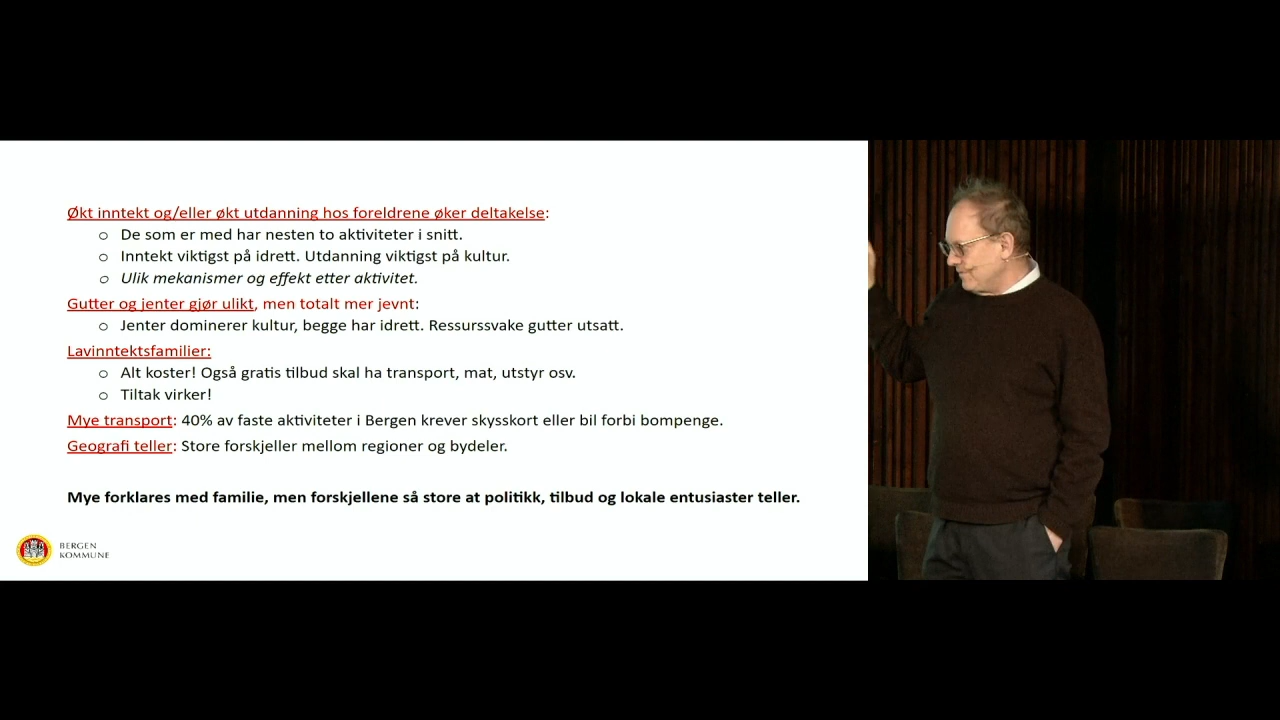 Økt inntekt og/eller økt utdanning hos foreldrene øker deltakelse:
o De som er med har nesten to aktiviteter i snitt.
o Inntekt viktigst på idrett. Utdanning viktigst på kultur.
o Ulik mekanismer og effekt etter aktivitet.
Gutter og jenter gjør ulikt, men totalt mer jevnt:
o Jenter dominerer kultur, begge har idrett. Ressurssvake gutter utsatt.
Lavinntektsfamilier:
o Alt koster! Også gratis tilbud skal ha transport, mat, utstyr osv.
o Tiltak virker!
Mye transport: 40% av faste aktiviteter i Bergen krever skysskort eller bil forbi bompenge.
Geografi teller: Store forskjeller mellom regioner og bydeler.
Mye forklares med familie, men forskjellene så store at politikk, tilbud og lokale entusiaster teller.
BERGEN
KOMMUNE